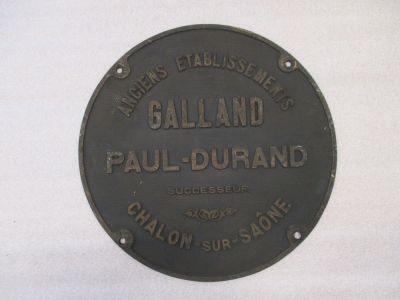 ANCIENS ETABLISSEMENTS
GALLAND
PAUL-DURAND
SUCCESSEUR
CHALON-SUR-SAÔNE.